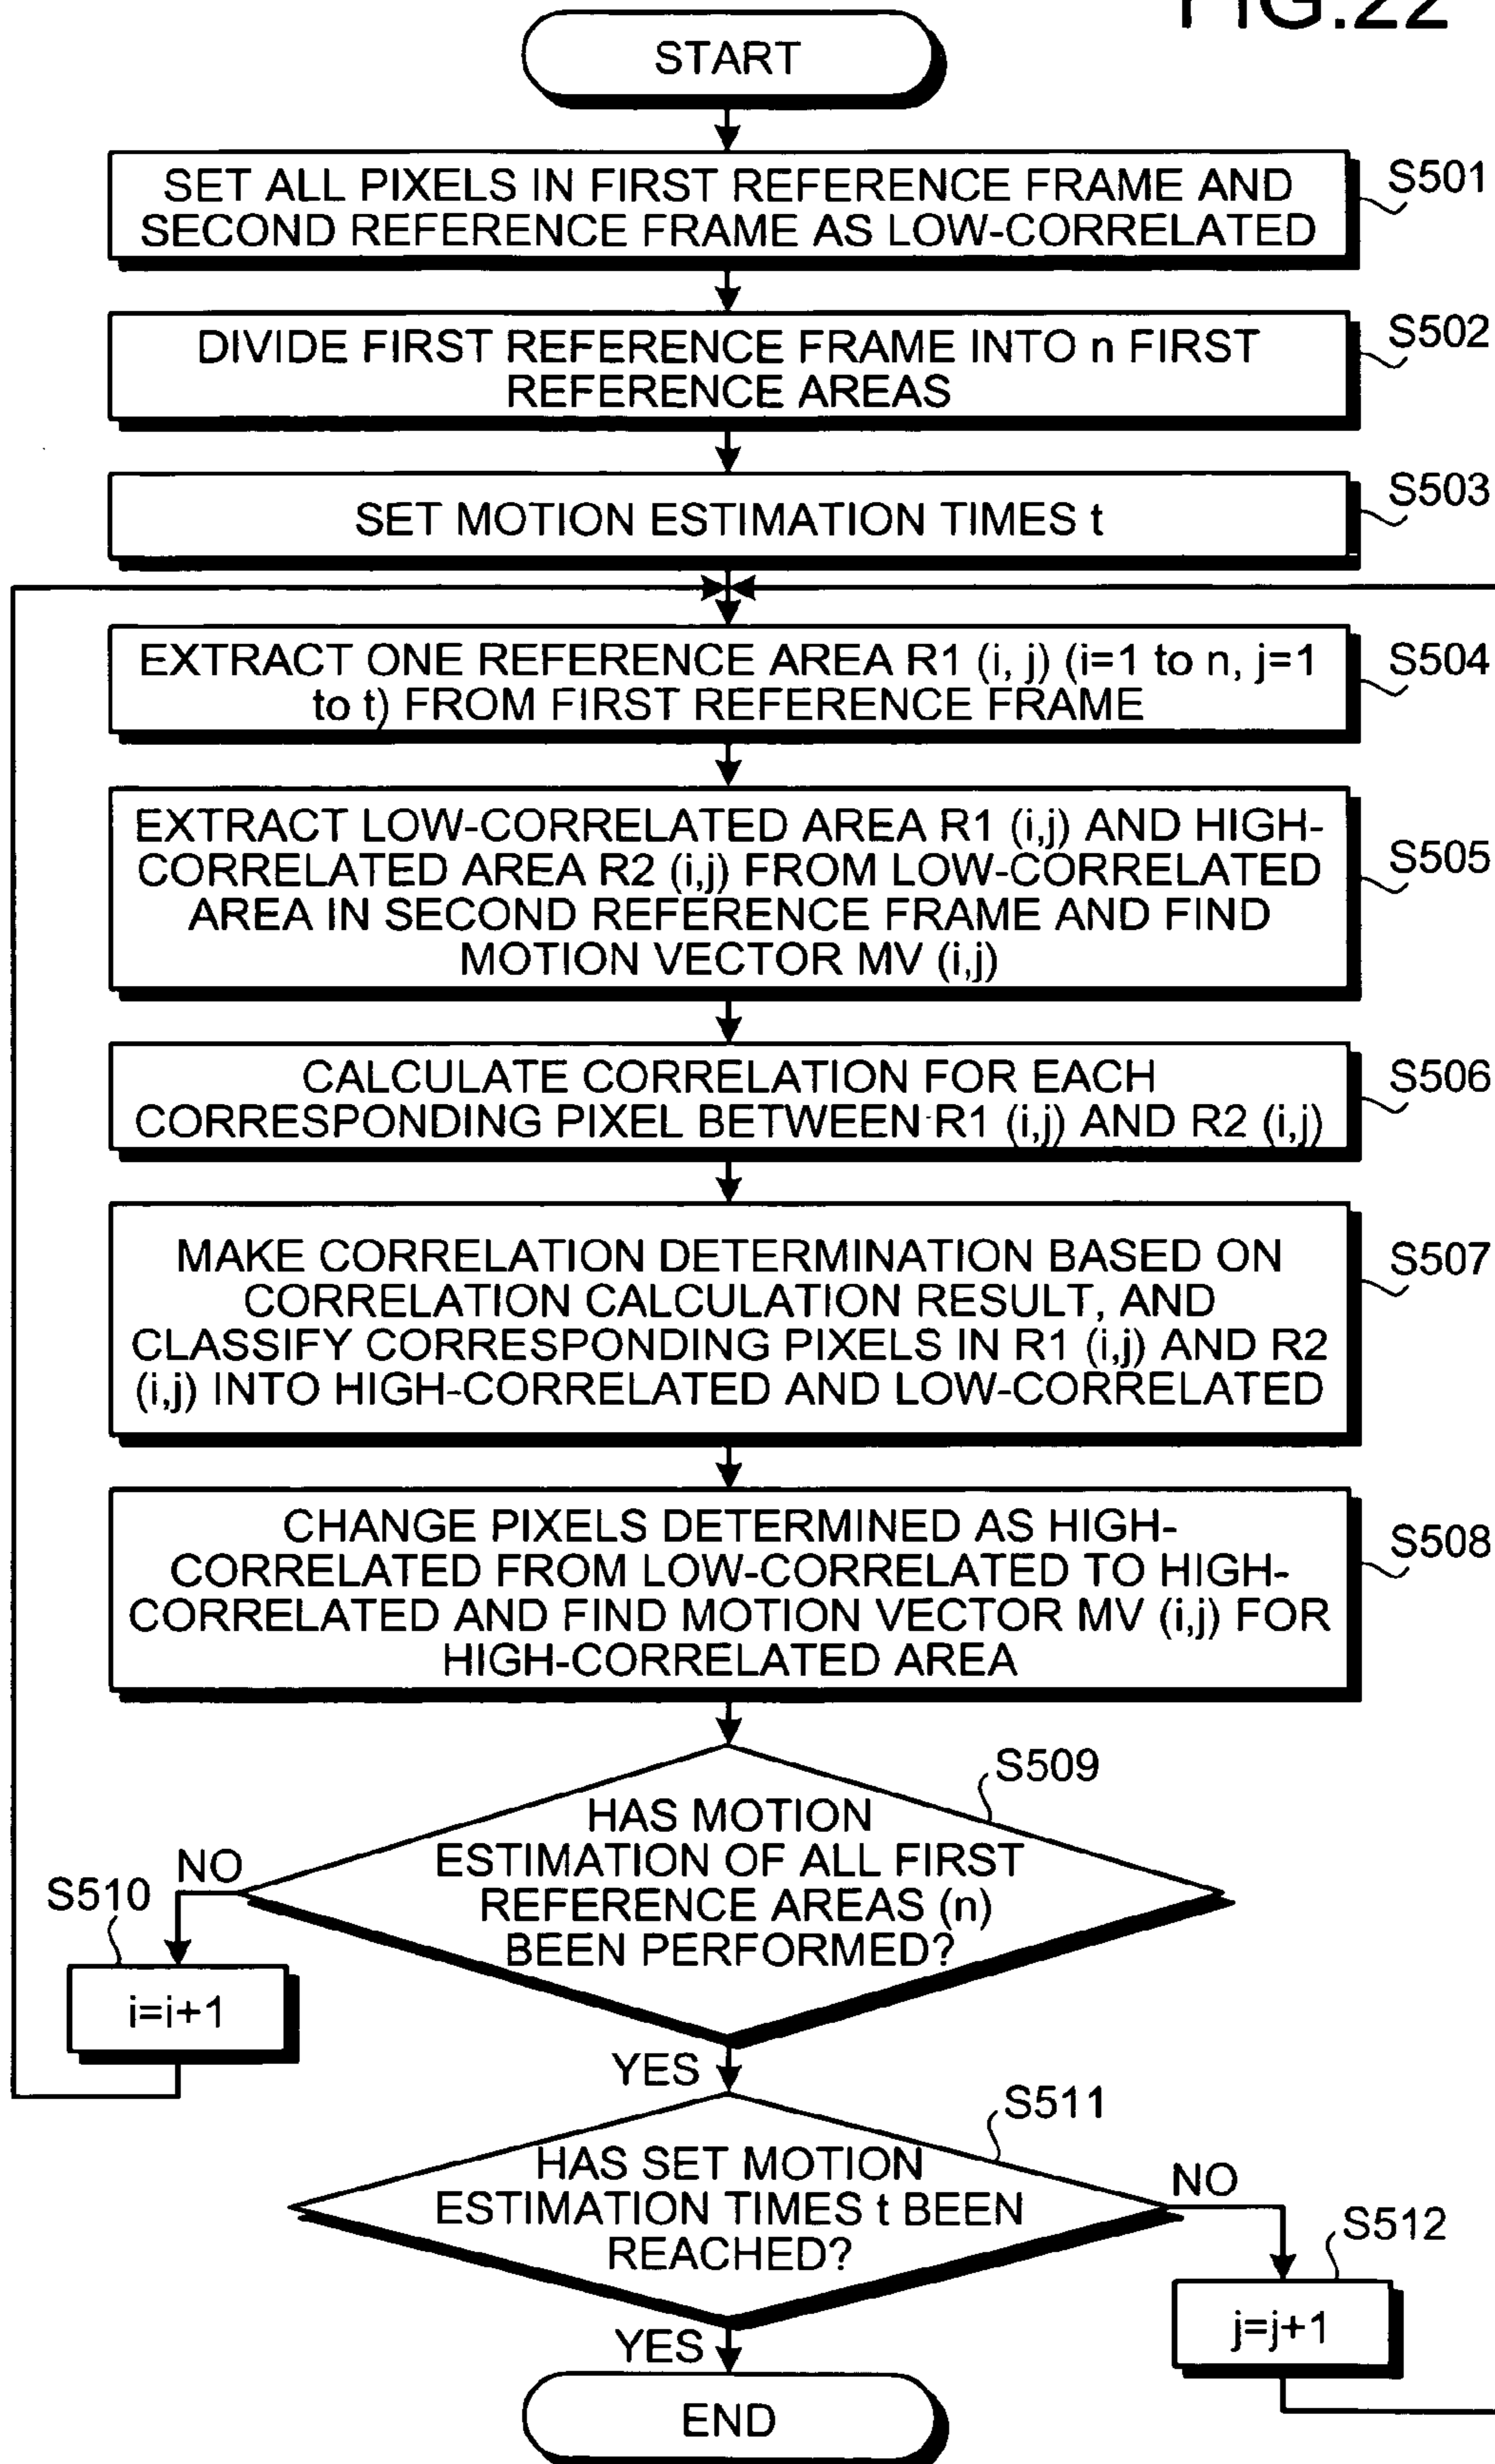 FIG.22
START
SET ALL PIXELS IN FIRST REFERENCE FRAME AND
SECOND REFERENCE FRAME AS LOW-CORRELATED
S501
DIVIDE FIRST REFERENCE FRAME INTO n FIRST
REFERENCE AREAS
S502
SET MOTION ESTIMATION TIMES t
S503
EXTRACT ONE REFERENCE AREA R1 (i, j) (i=1 to n, j=1
to t) FROM FIRST REFERENCE FRAME
S504
EXTRACT LOW-CORRELATED AREA R1 (i,j) AND HIGH-
CORRELATED AREA R2 (i,j) FROM LOW-CORRELATED
AREA IN SECOND REFERENCE FRAME AND FIND
MOTION VECTOR MV (i,j)
S505
CALCULATE CORRELATION FOR EACH
CORRESPONDING PIXEL BETWEEN R1 (i,j) AND R2 (i,j)
S506
MAKE CORRELATION DETERMINATION BASED ON
CORRELATION CALCULATION RESULT, AND
CLASSIFY CORRESPONDING PIXELS IN R1 (i,j) AND R2
(i,j) INTO HIGH-CORRELATED AND LOW-CORRELATED
S507
CHANGE PIXELS DETERMINED AS HIGH-
CORRELATED FROM LOW-CORRELATED TO HIGH-
CORRELATED AND FIND MOTION VECTOR MV (i,j) FOR
HIGH-CORRELATED AREA
S508
S509
HAS MOTION
ESTIMATION OF ALL FIRST
REFERENCE AREAS (n)
BEEN PERFORMED?
NO
S510
i=i+1
YES
S511
HAS SET MOTION
ESTIMATION TIMES t BEEN
REACHED?
NO
S512
j=j+1
YES
END